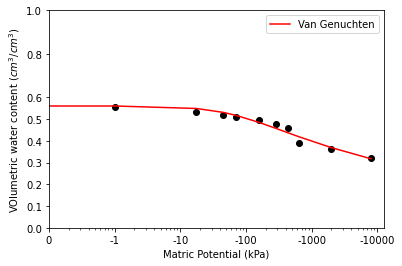 1.0
Van Genuchten
0.8
0.6
0.5
0.4
0.3
0.2
0.1
0.0
VOlumetric water content (cm³/cm³)
0 -1 -10 -100 -1000 -10000
Matric Potential (kPa)